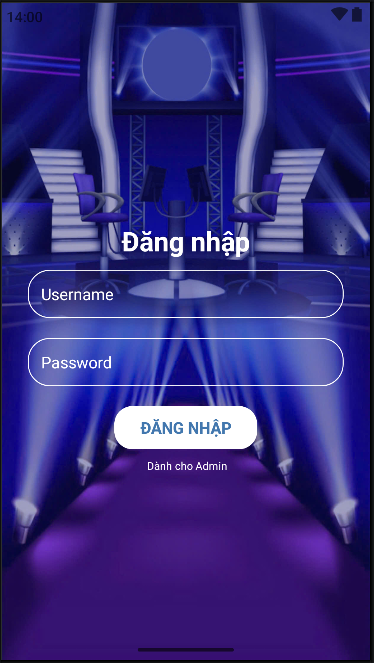 14:00
Đăng nhập
Username
Password
ĐĂNG NHẬP
Dành cho Admin